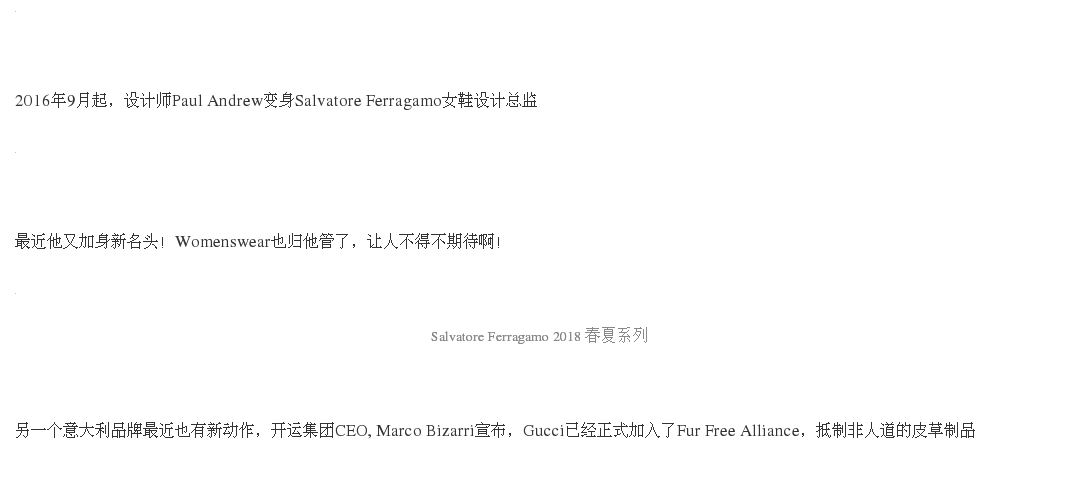 2016年9月起，设计师Paul Andrew变身Salvatore Ferragamo女鞋设计总监
最近他又加身新名头！Womenswear也归他管了，让人不得不期待啊！
Salvatore Ferragamo 2018 春夏系列
另一个意大利品牌最近也有新动作，开运集团CEO, Marco Bizarri宣布，Gucci已经正式加入了Fur Free Alliance，抵制非人道的皮草制品